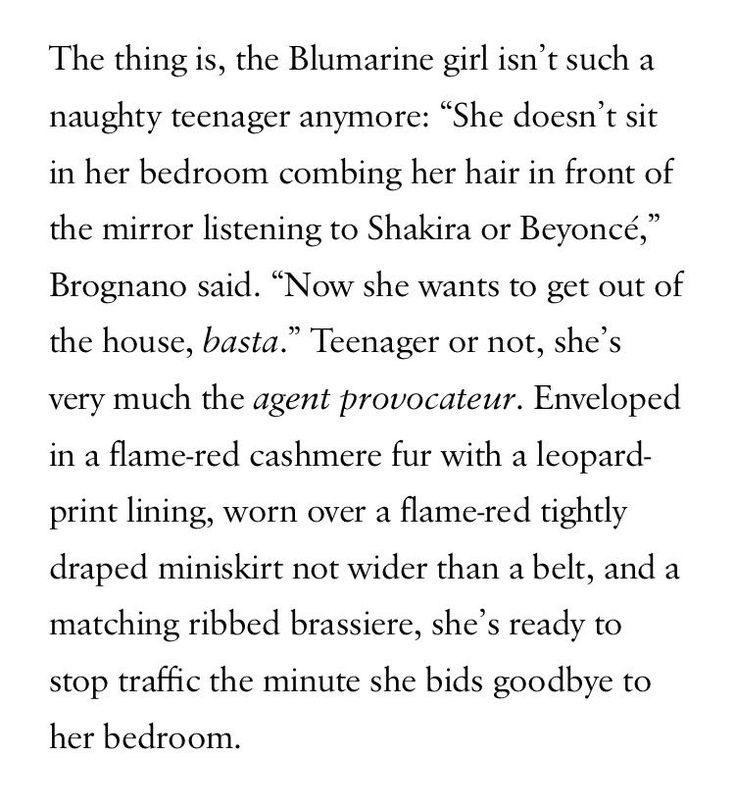 The thing is, the Blumarine girl isn’t such a
naughty teenager anymore: “She doesn’t sit
in her bedroom combing her hair in front of
the mirror listening to Shakira or Beyoncé,”
Brognano said. “Now she wants to get out of
the house, basta.” Teenager or not, she’s
very much the agent provocateur. Enveloped
in a flame-red cashmere fur with a leopard-
print lining, worn over a flame-red tightly
draped miniskirt not wider than a belt, and a
matching ribbed brassiere, she’s ready to
stop traffic the minute she bids goodbye to
her bedroom.